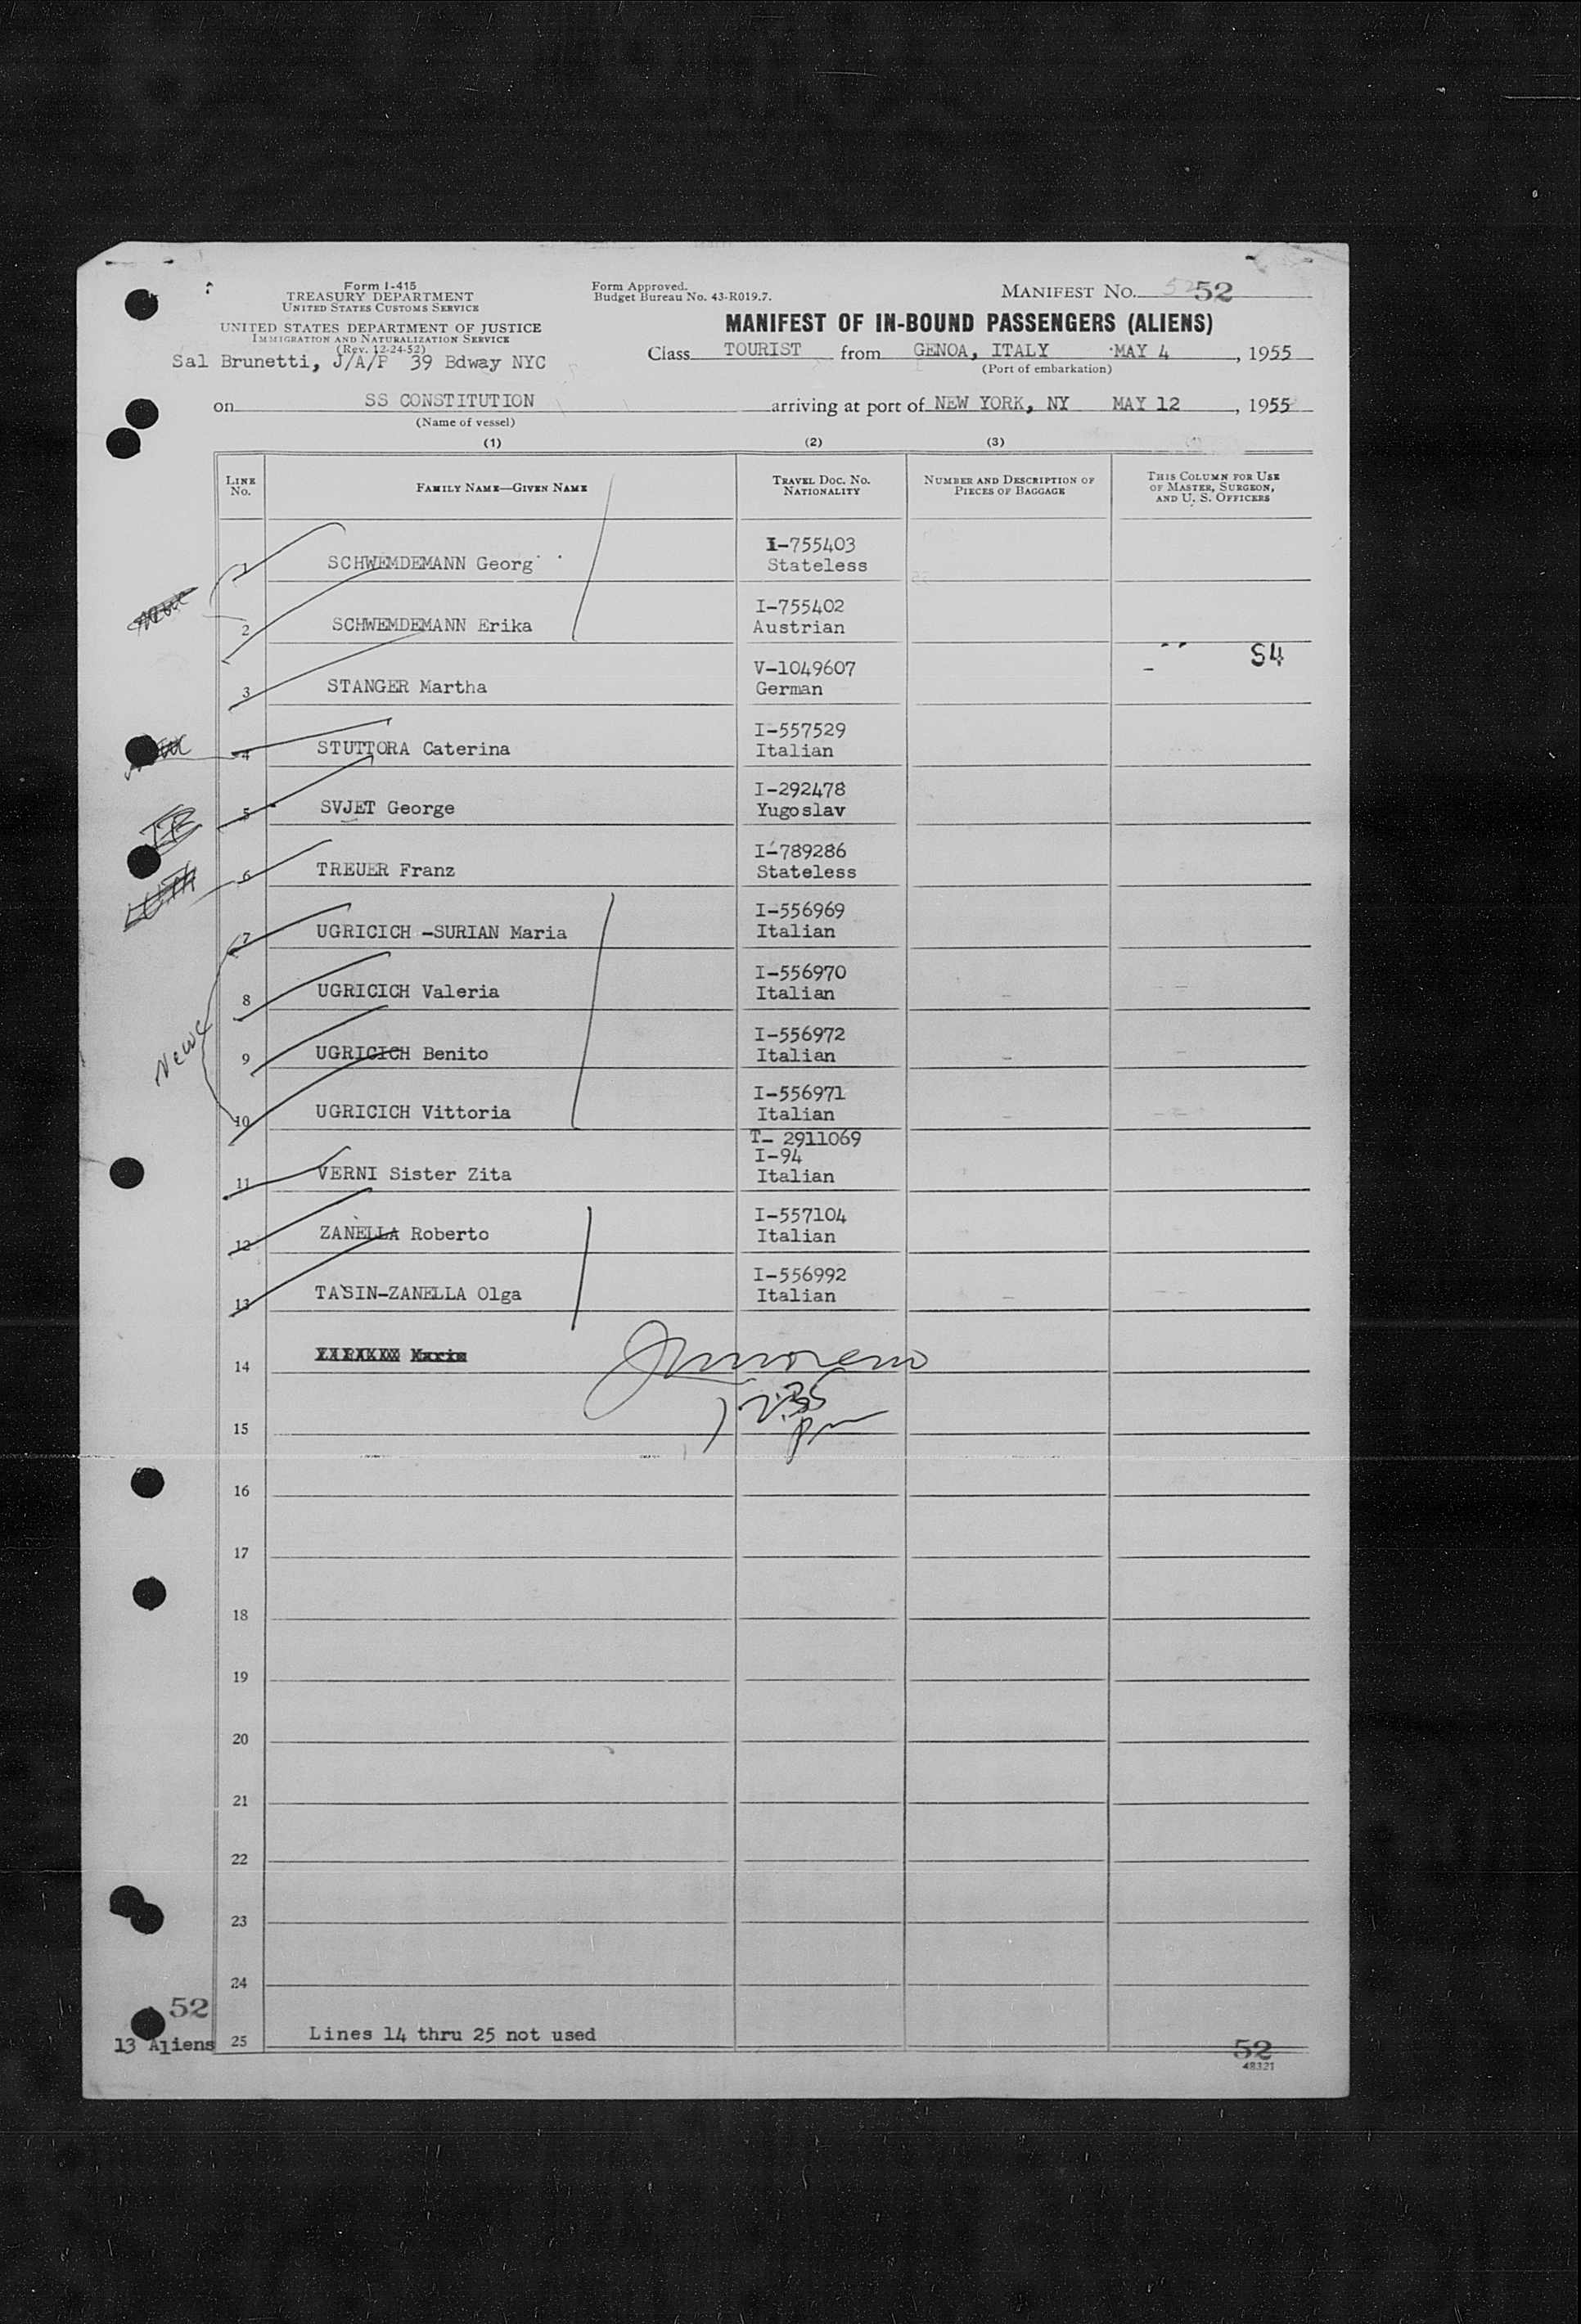 Form I-415
TREASURY DEPARTMENT
UNITED STATES CUSTOMS SERVICE
UNITED STATES DEPARTMENT OF JUSTICE
IMMIGRATION AND NATURALIZATION SERVICE
(Rev. 12-24-52)
Sal Brunetti, J/A/P 39 Bdway NYC
Form Approved.
Budget Bureau No. 43-R019.7.
MANIFEST NO. 52
MANIFEST OF IN-BOUND PASSENGERS (ALIENS)
Class TOURIST from GENOA, ITALY MAY 4, 1955
(Port of embarkation)
on SS CONSTITUTION arriving at port of NEW YORK, NY MAY 12, 1955
(Name of vessel)
(1) (2) (3)
LINE No. FAMILY NAME—GIVEN NAME TRAVEL DOC. NO. NATIONALITY NUMBER AND DESCRIPTION OF PIECES OF BAGGAGE THIS COLUMN FOR USE OF MASTER, SURGEON, AND U. S. OFFICERS
1 SCHWEMDEMANN Georg I-755403 Stateless
2 SCHWEMDEMANN Erika I-755402 Austrian
S4
3 STANGER Martha V-1049607 German
4 STUTTORA Caterina I-557529 Italian
5 SVJET George I-292478 Yugoslav
6 TREUER Franz I-789286 Stateless
7 UGRICICH -SURIAN Maria I-556969 Italian
8 UGRICICH Valeria I-556970 Italian
9 UGRICICH Benito I-556972 Italian
10 UGRICICH Vittoria I-556971 Italian
11 VERNI Sister Zita T- 2911069 I-94 Italian
12 ZANELLA Roberto I-557104 Italian
13 TASIN-ZANELLA Olga I-556992 Italian
14
2:35
pm
15
16
17
18
19
20
21
22
23
24
52
13 Aliens 25 Lines 14 thru 25 not used
52
48321